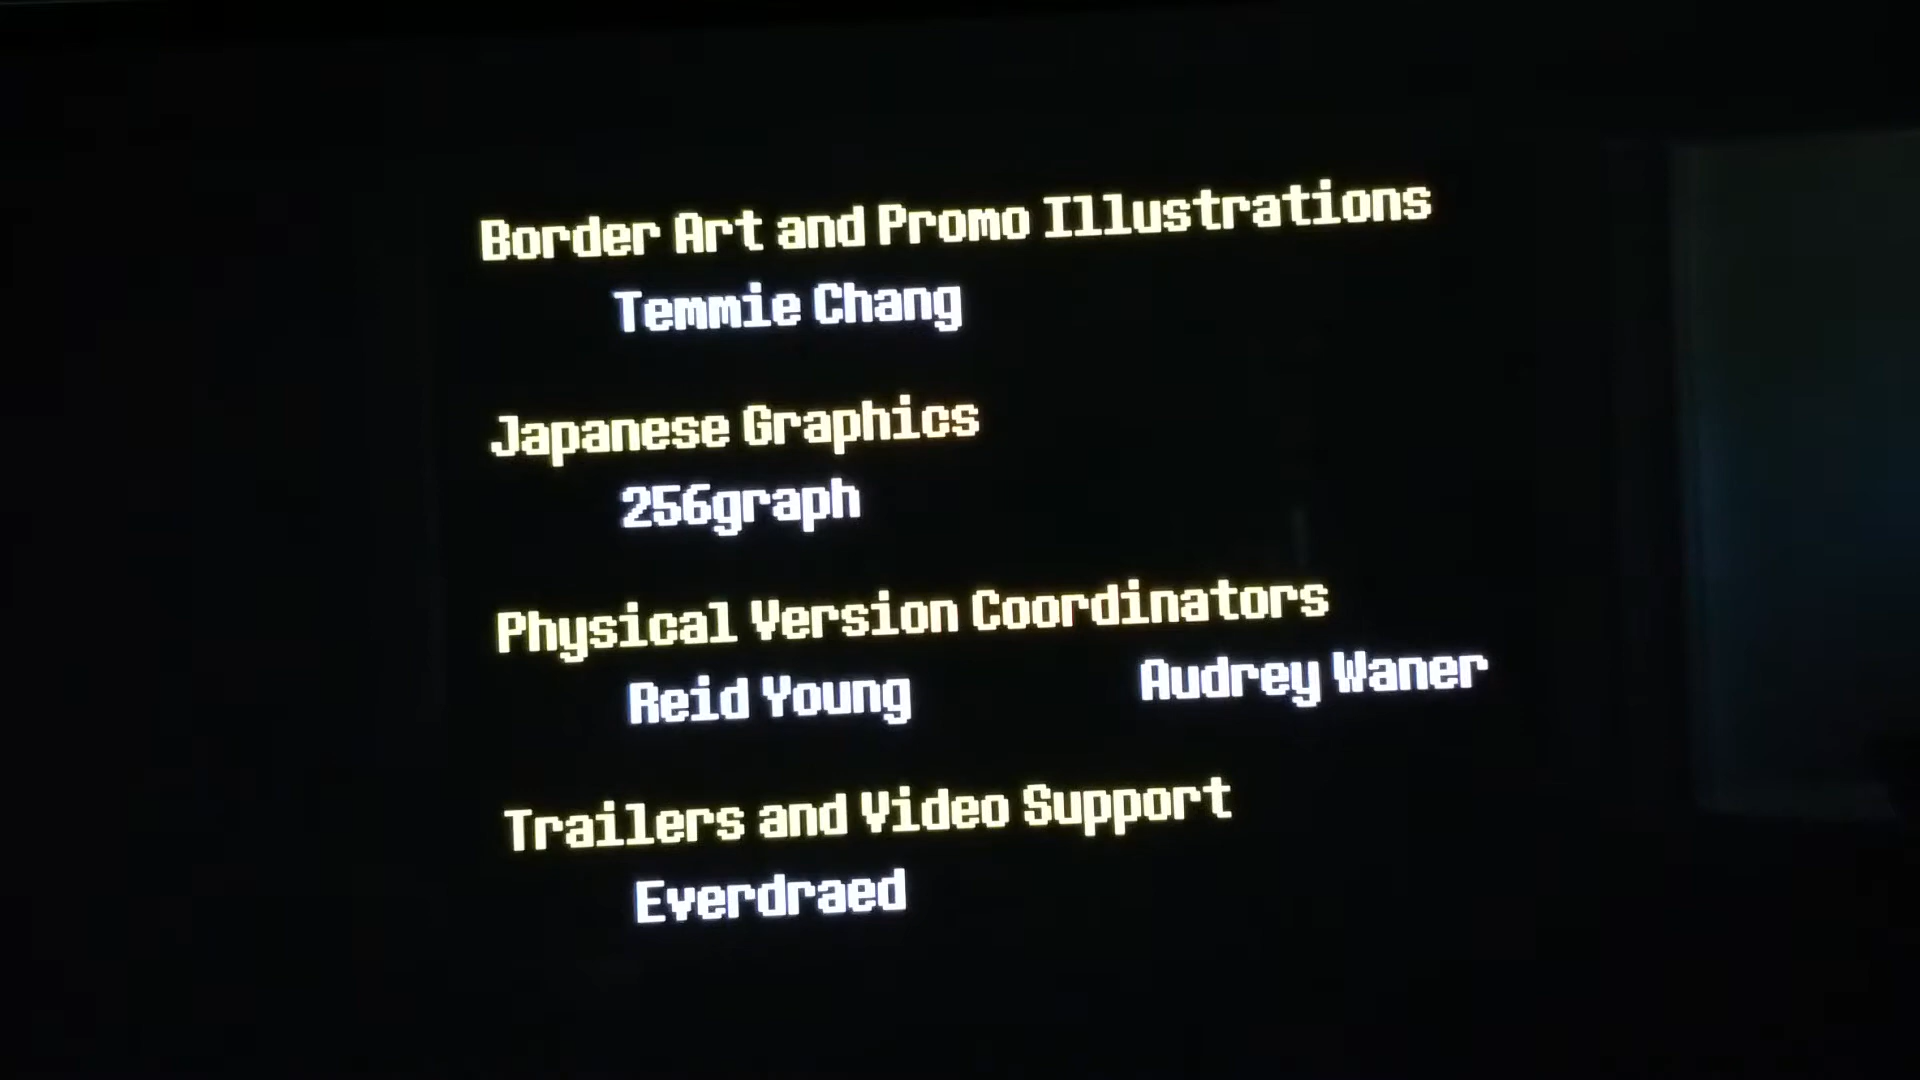 Border Art and Promo Illustrations
Temmie Chang
Japanese Graphics
256graph
Physical Version Coordinators
Reid Young Audrey Waner
Trailers and Video Support
Everdraed